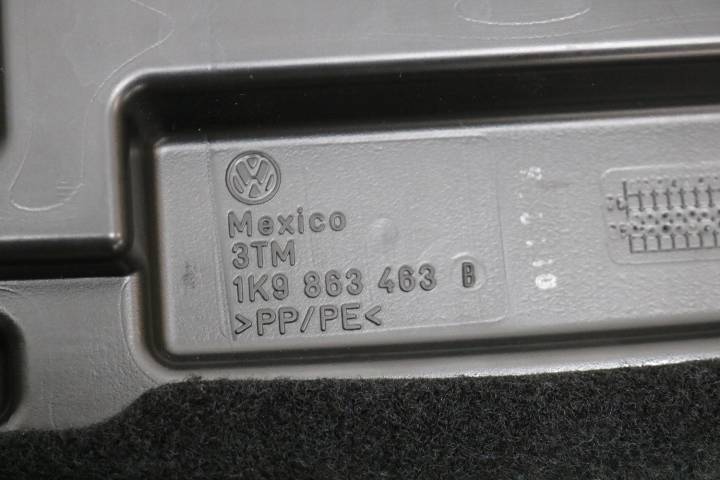 Mexico
3TM
1K9 863 463 B
>PP/PE<